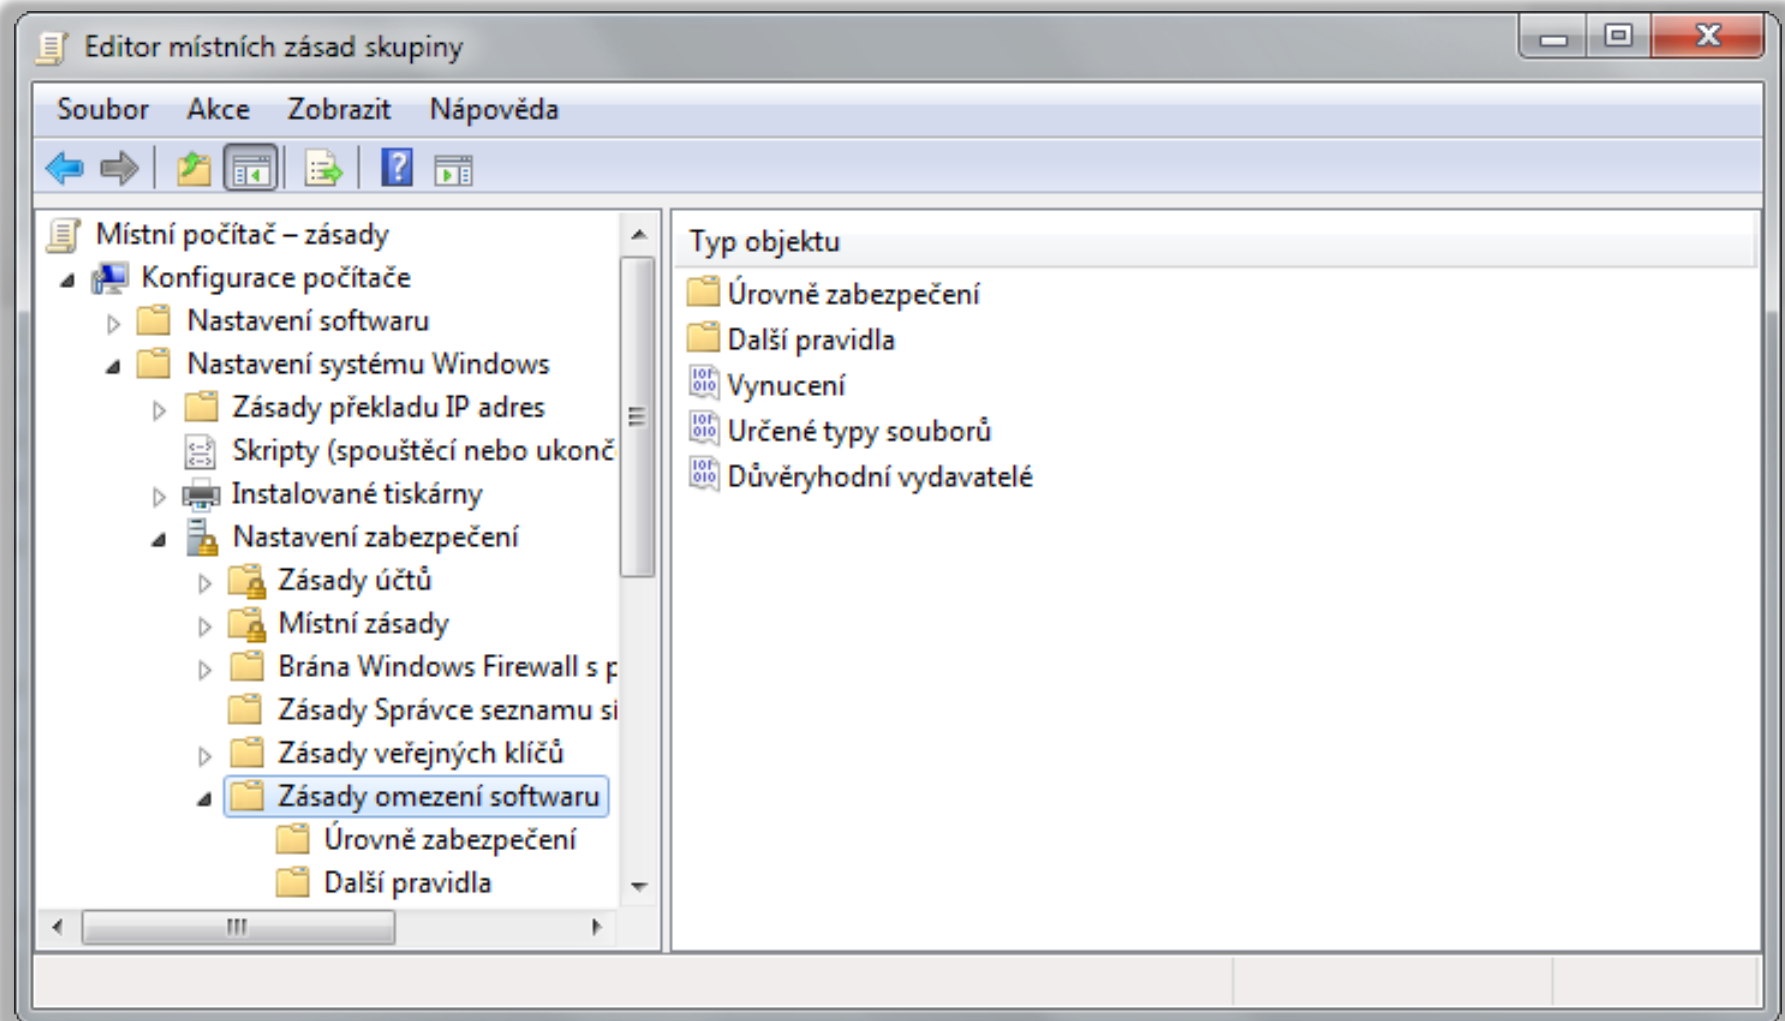 Editor místních zásad skupiny
Soubor Akce Zobrazit Nápověda
Místní počítač – zásady
Konfigurace počítače
Nastavení softwaru
Nastavení systému Windows
Zásady překladu IP adres
Skripty (spouštěcí nebo ukonč
Instalované tiskárny
Nastavení zabezpečení
Zásady účtů
Místní zásady
Brána Windows Firewall s p
Zásady Správce seznamu sí
Zásady veřejných klíčů
Zásady omezení softwaru
Úrovně zabezpečení
Další pravidla
Typ objektu
Úrovně zabezpečení
Další pravidla
Vynucení
Určené typy souborů
Důvěryhodní vydavatelé